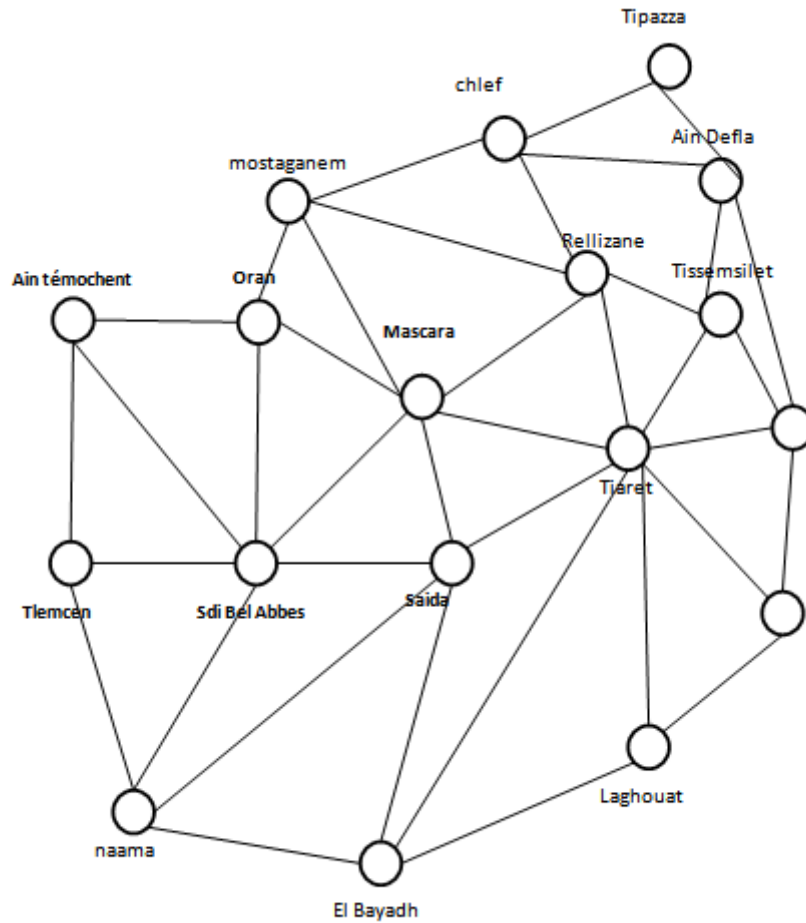 Tipazza
chlef
Ain Defla
mostaganem
Rellizane
Tissemsilet
Ain témochent
Oran
Mascara
Tiaret
Tlemcen
Sdi Bel Abbes
Saida
Laghouat
naama
El Bayadh